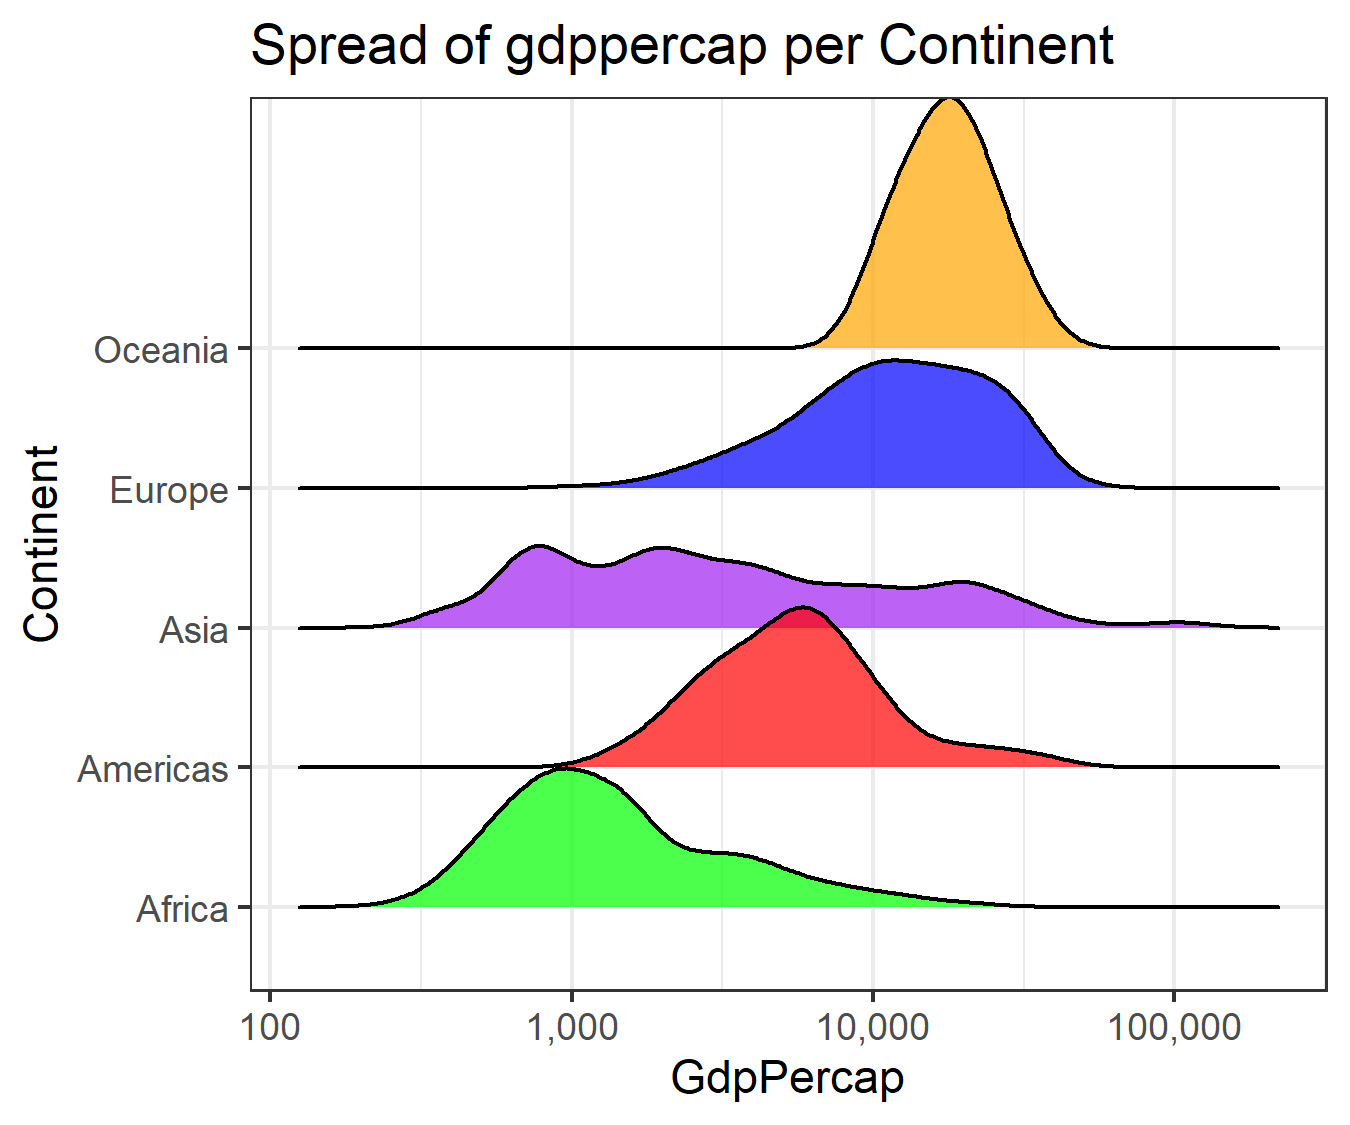 Spread of gdppercap per Continent
Continent
Oceania
Europe
Asia
Americas
Africa
100 1,000 10,000 100,000
GdpPercap